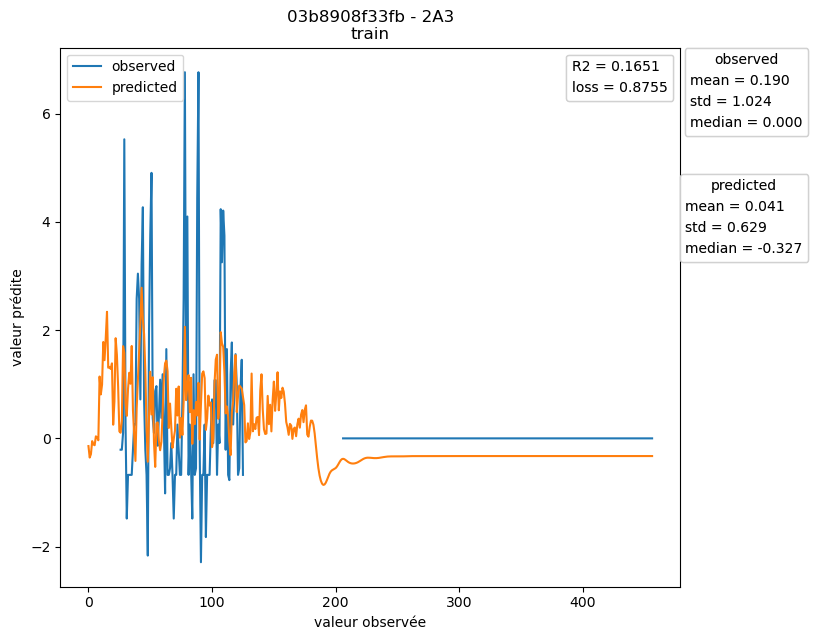 03b8908f33fb - 2A3
train
observed
predicted
R2 = 0.1651
loss = 0.8755
observed
mean = 0.190
std = 1.024
median = 0.000
predicted
mean = 0.041
std = 0.629
median = -0.327
valeur prédite
6
4
2
0
−2
0
100
200
300
400
valeur observée